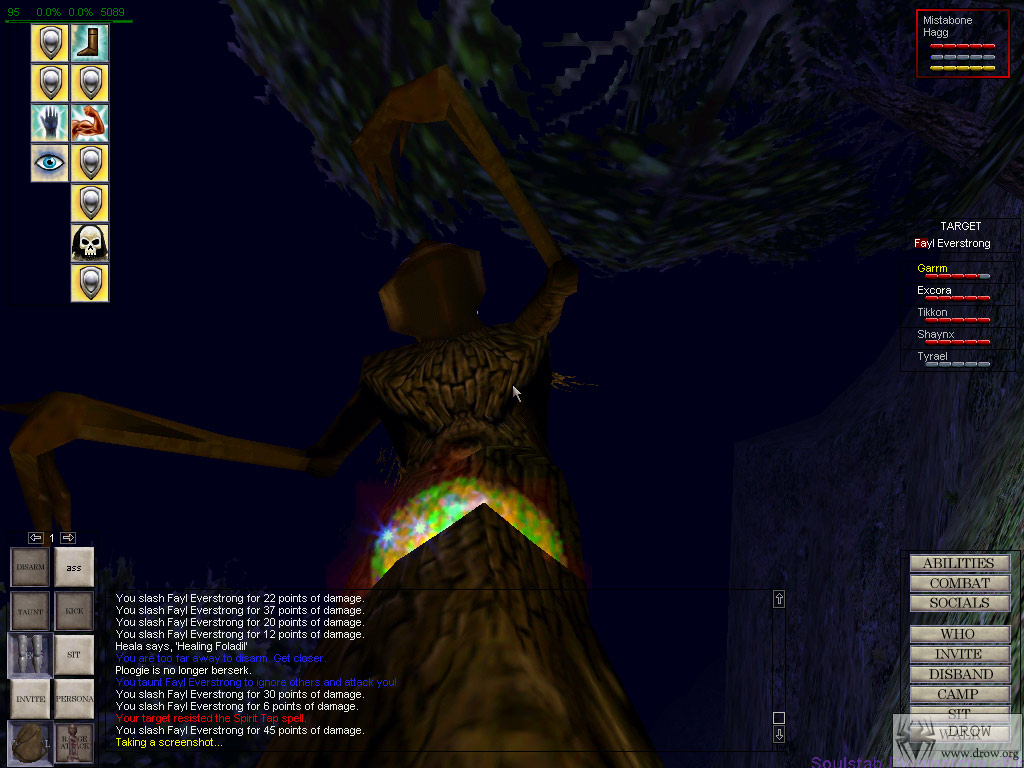 95 0.0% 0.0% 5089
Mistabone
Hagg
TARGET
Fayl Everstrong
Garrm
Excora
Tikkon
Shaynx
Tyrael
1
DISARM
ass
TAUNT
KICK
SIT
INVITE
PERSONA
RANGE
ATTACK
You slash Fayl Everstrong for 22 points of damage.
You slash Fayl Everstrong for 37 points of damage.
You slash Fayl Everstrong for 20 points of damage.
You slash Fayl Everstrong for 12 points of damage.
Heala says, 'Healing Foladil'
You are too far away to disarm. Get closer.
Ploogie is no longer berserk.
You taunt Fayl Everstrong to ignore others and attack you!
You slash Fayl Everstrong for 30 points of damage.
You slash Fayl Everstrong for 6 points of damage.
Your target resisted the Spirit Tap spell.
You slash Fayl Everstrong for 45 points of damage.
Taking a screenshot...
ABILITIES
COMBAT
SOCIALS
WHO
INVITE
DISBAND
CAMP
SIT
WALK
DROW
www.drow.org
Soulstab